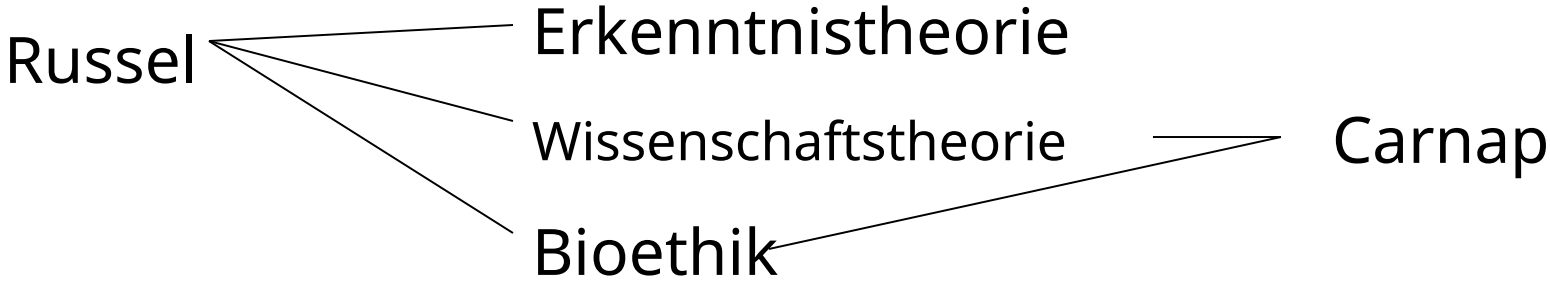 Russel
Erkenntnistheorie
Wissenschaftstheorie
Bioethik
Carnap